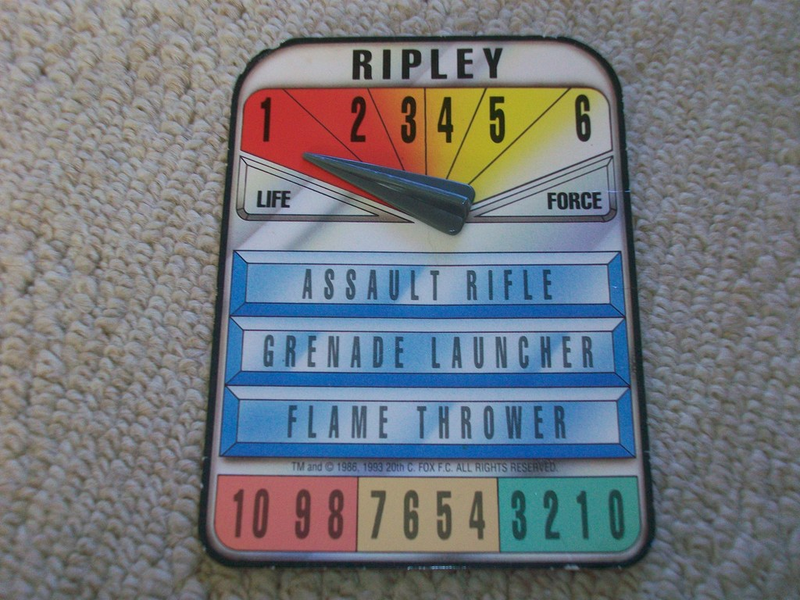 RIPLEY
1 2 3 4 5 6
LIFE FORCE
ASSAULT RIFLE
GRENADE LAUNCHER
FLAME THROWER
TM and © 1986, 1993 20th C. FOX F.C. ALL RIGHTS RESERVED.
10 9 8 7 6 5 4 3 2 1 0